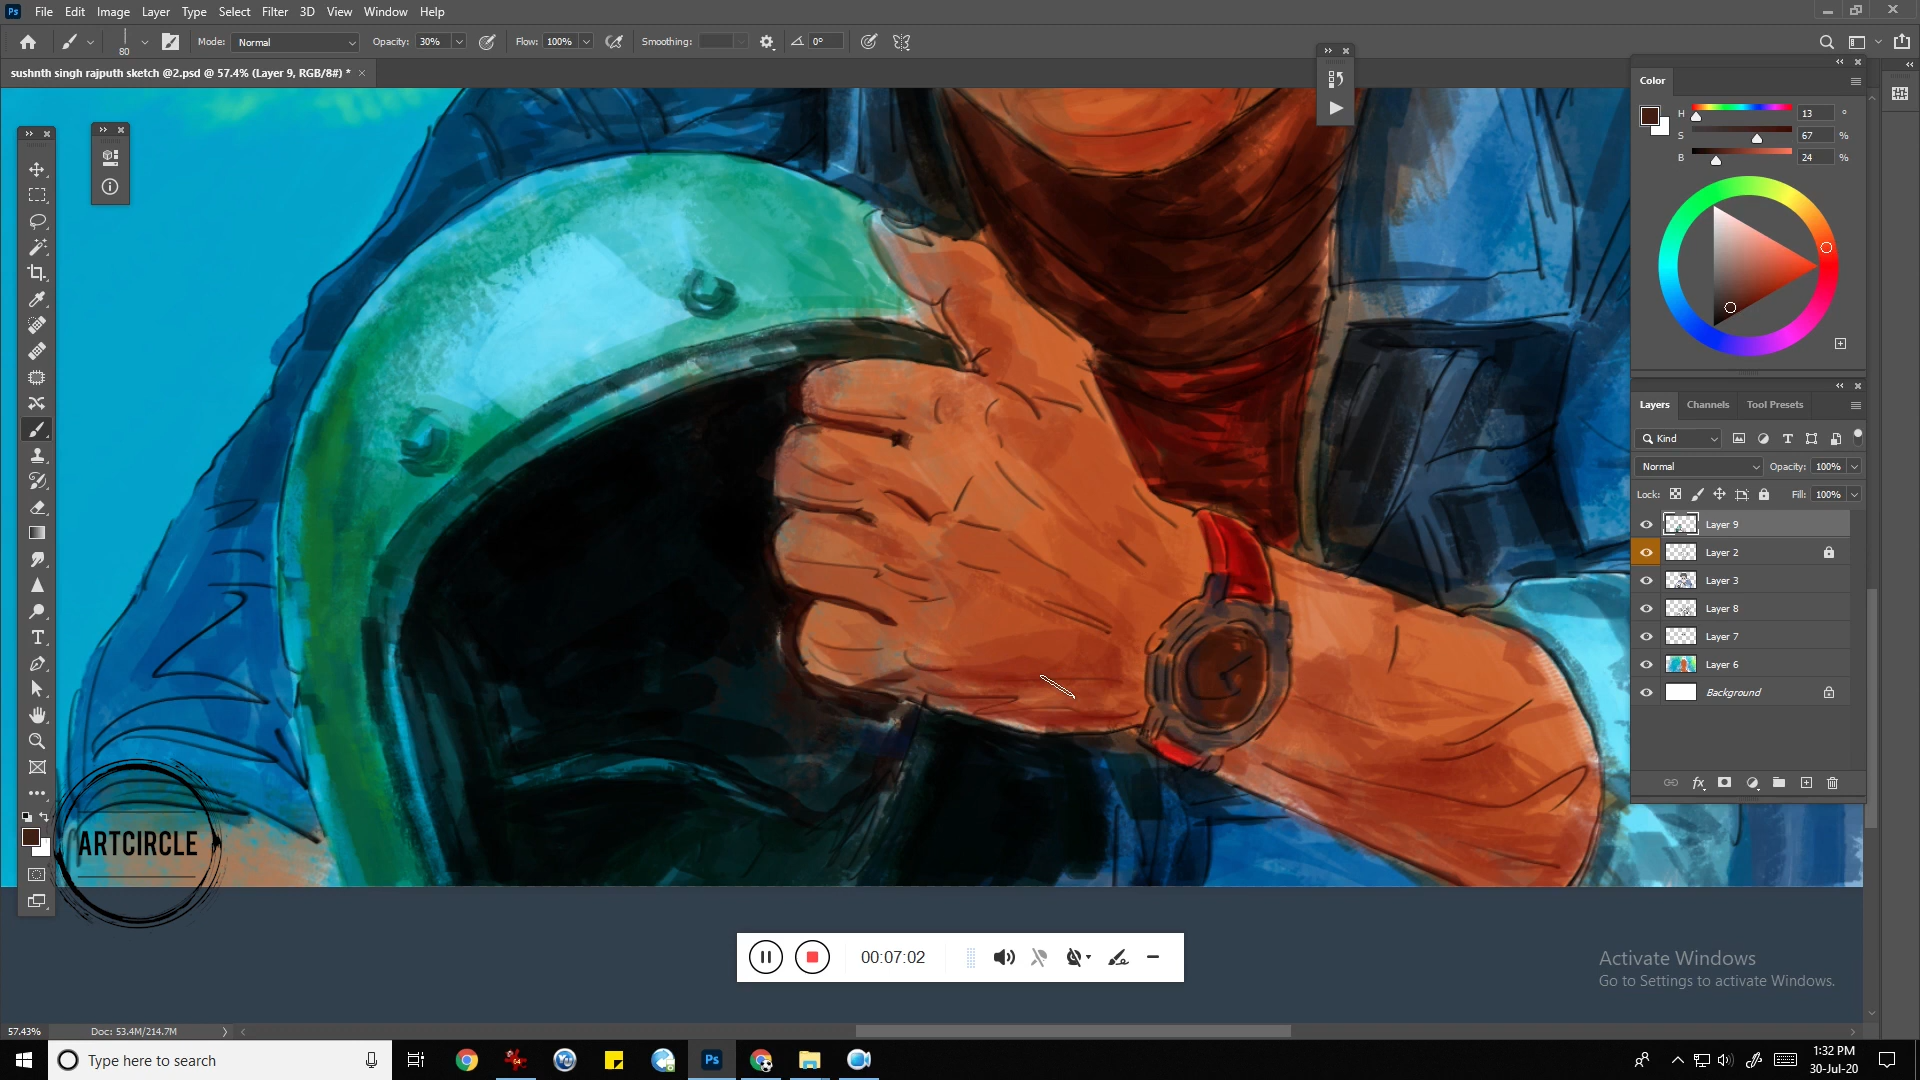 File Edit Image Layer Type Select Filter 3D View Window Help
80 Mode: Normal Opacity: 30% Flow: 100% Smoothing: 0°
sushnth singh rajputh sketch @2.psd @ 57.4% (Layer 9, RGB/8#) *
Color
H 13 °
S 67 %
B 24 %
Layers Channels Tool Presets
Kind
Normal Opacity: 100%
Lock: Fill: 100%
Layer 9
Layer 2
Layer 3
Layer 8
Layer 7
Layer 6
Background
ARTCIRCLE
00:07:02
Activate Windows
Go to Settings to activate Windows.
57.43% Doc: 53.4M/214.7M
Type here to search
Ps
1:32 PM
30-Jul-20